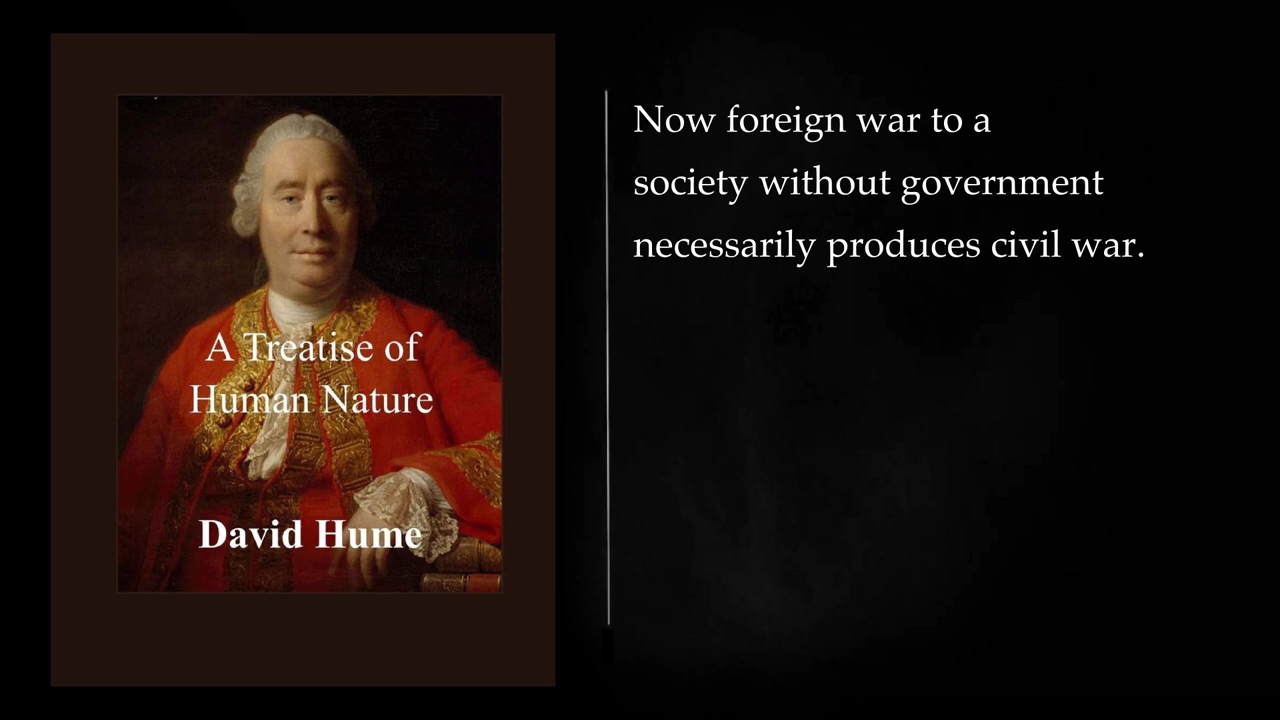 A Treatise of
Human Nature
David Hume
Now foreign war to a
society without government
necessarily produces civil war.